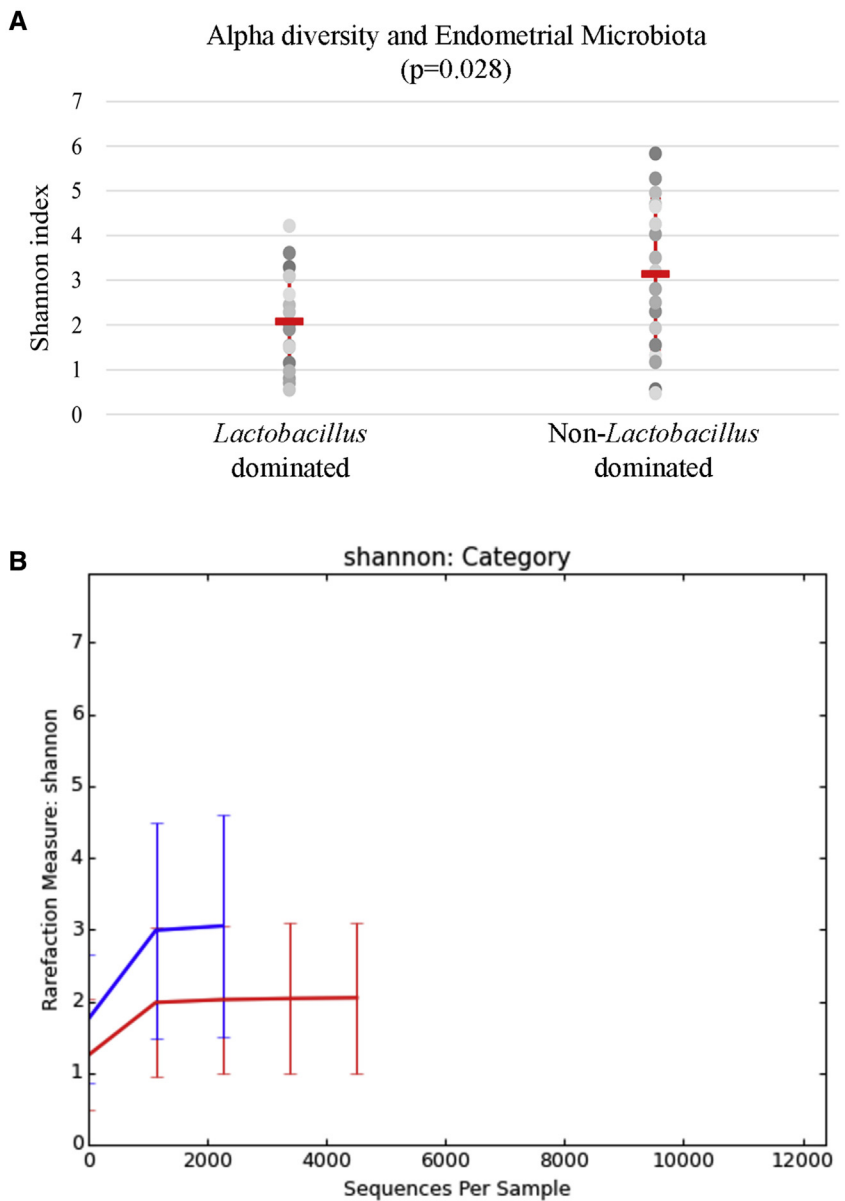 A
Alpha diversity and Endometrial Microbiota
(p=0.028)
7
6
5
4
3
2
1
0
Shannon index
Lactobacillus
dominated
Non-Lactobacillus
dominated
B
shannon: Category
7
6
5
4
3
2
1
0
Rarefaction Measure: shannon
0 2000 4000 6000 8000 10000 12000
Sequences Per Sample